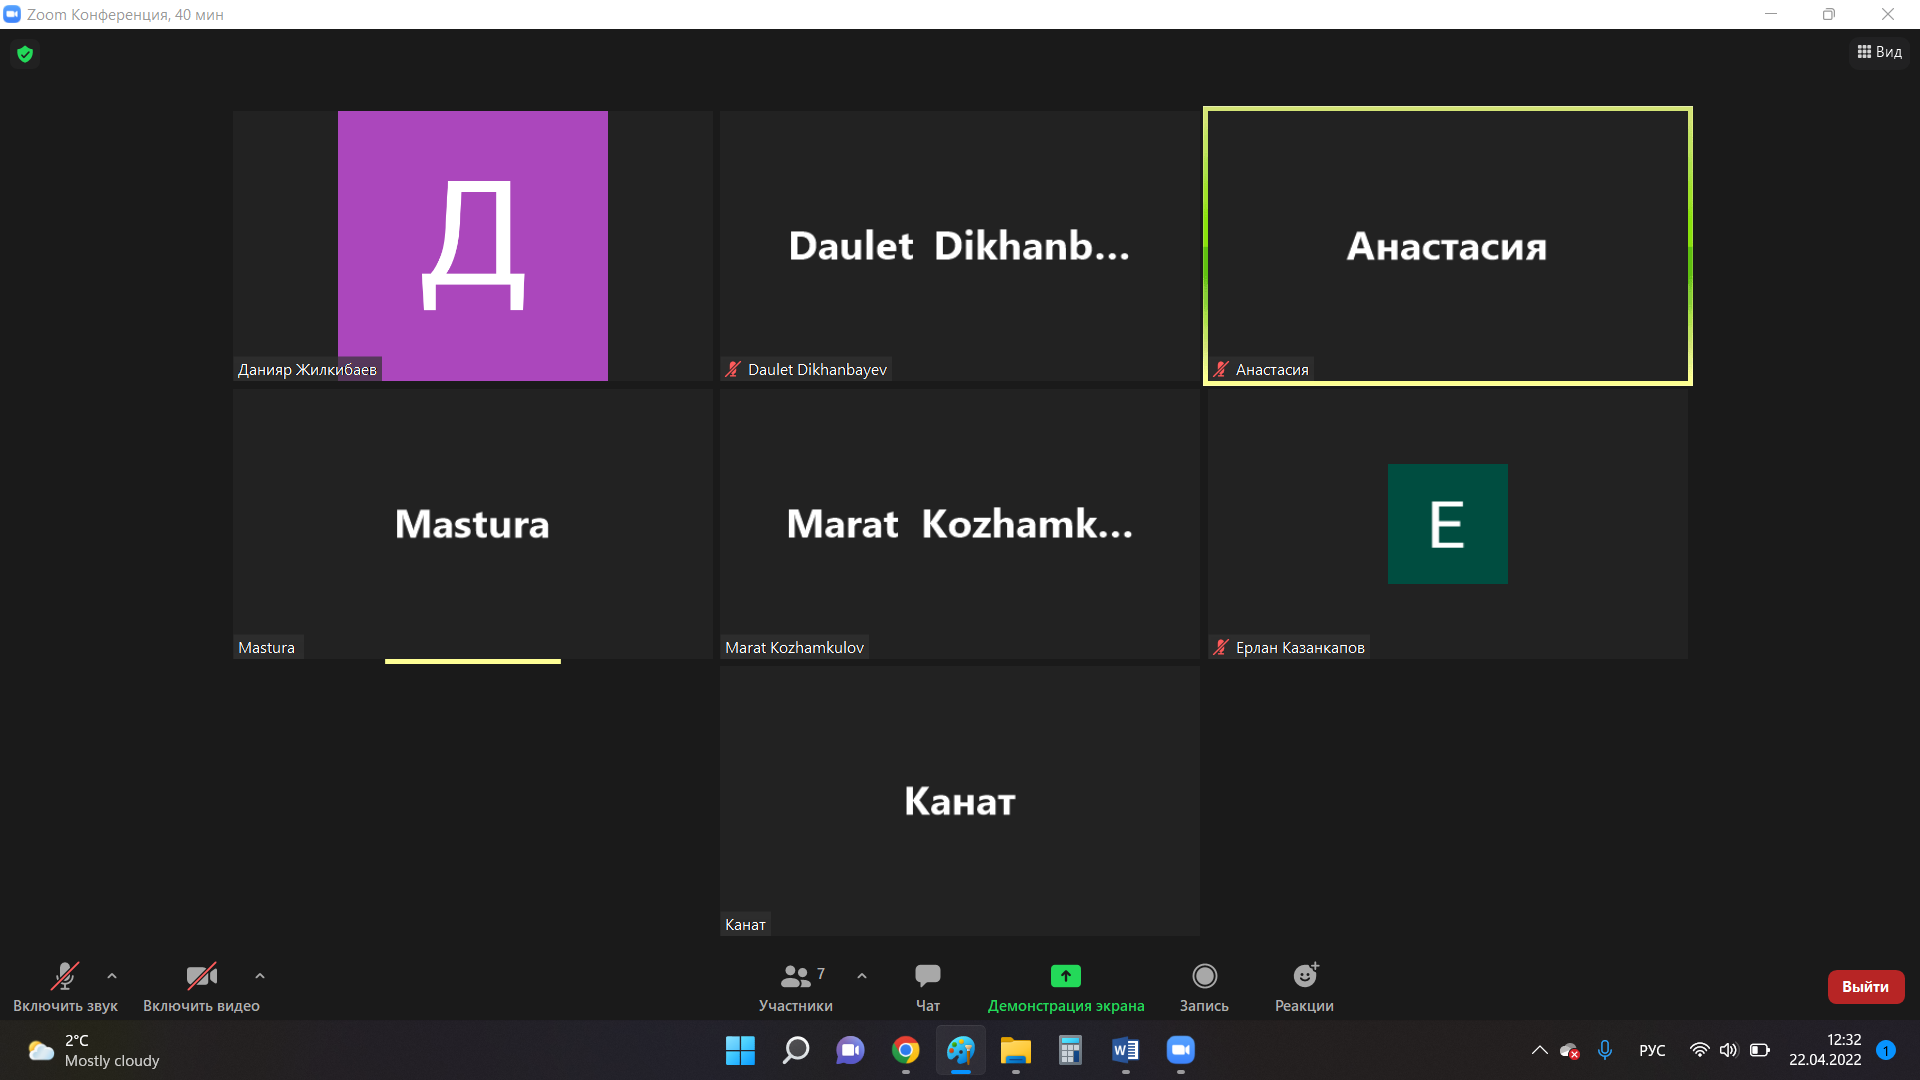 Zoom Конференция, 40 мин
Вид
Д
Данияр Жилкибаев
Daulet Dikhanb...
Daulet Dikhanbayev
Анастасия
Анастасия
Mastura
Mastura
Marat Kozhamk...
Marat Kozhamkulov
E
Ерлан Казанкапов
Канат
Канат
Включить звук
Включить видео
7
Участники
Чат
Демонстрация экрана
Запись
Реакции
Выйти
2°C
Mostly cloudy
РУС
12:32
22.04.2022
1